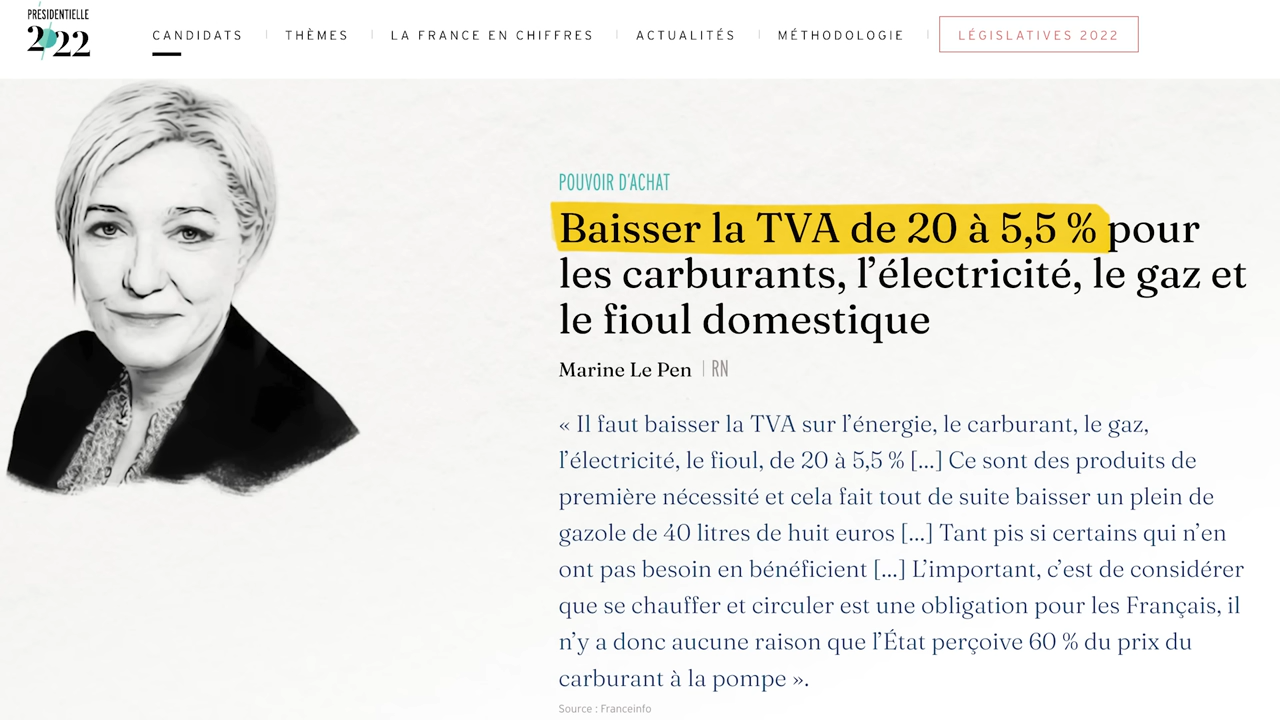 PRÉSIDENTIELLE
2022
CANDIDATS
THÈMES
LA FRANCE EN CHIFFRES
ACTUALITÉS
MÉTHODOLOGIE
LÉGISLATIVES 2022
POUVOIR D'ACHAT
Baisser la TVA de 20 à 5,5 % pour
les carburants, l’électricité, le gaz et
le fioul domestique
Marine Le Pen | RN
« Il faut baisser la TVA sur l’énergie, le carburant, le gaz,
l’électricité, le fioul, de 20 à 5,5 % [...] Ce sont des produits de
première nécessité et cela fait tout de suite baisser un plein de
gazole de 40 litres de huit euros [...] Tant pis si certains qui n’en
ont pas besoin en bénéficient [...] L’important, c’est de considérer
que se chauffer et circuler est une obligation pour les Français, il
n’y a donc aucune raison que l’État perçoive 60 % du prix du
carburant à la pompe ».
Source : Franceinfo